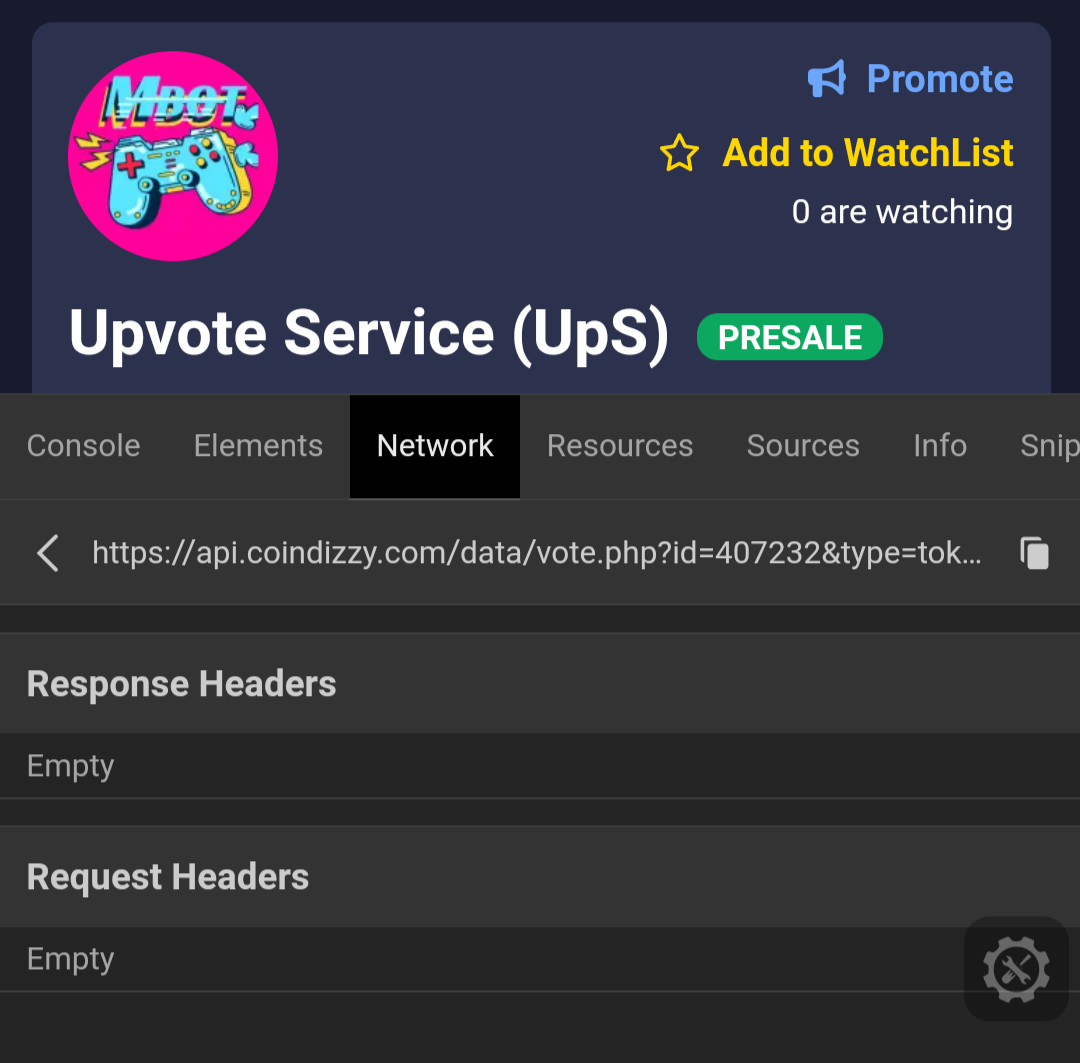 MBOT
Promote
Add to WatchList
0 are watching
Upvote Service (UpS) PRESALE
Console Elements Network Resources Sources Info Snip
https://api.coindizzy.com/data/vote.php?id=407232&type=tok...
Response Headers
Empty
Request Headers
Empty